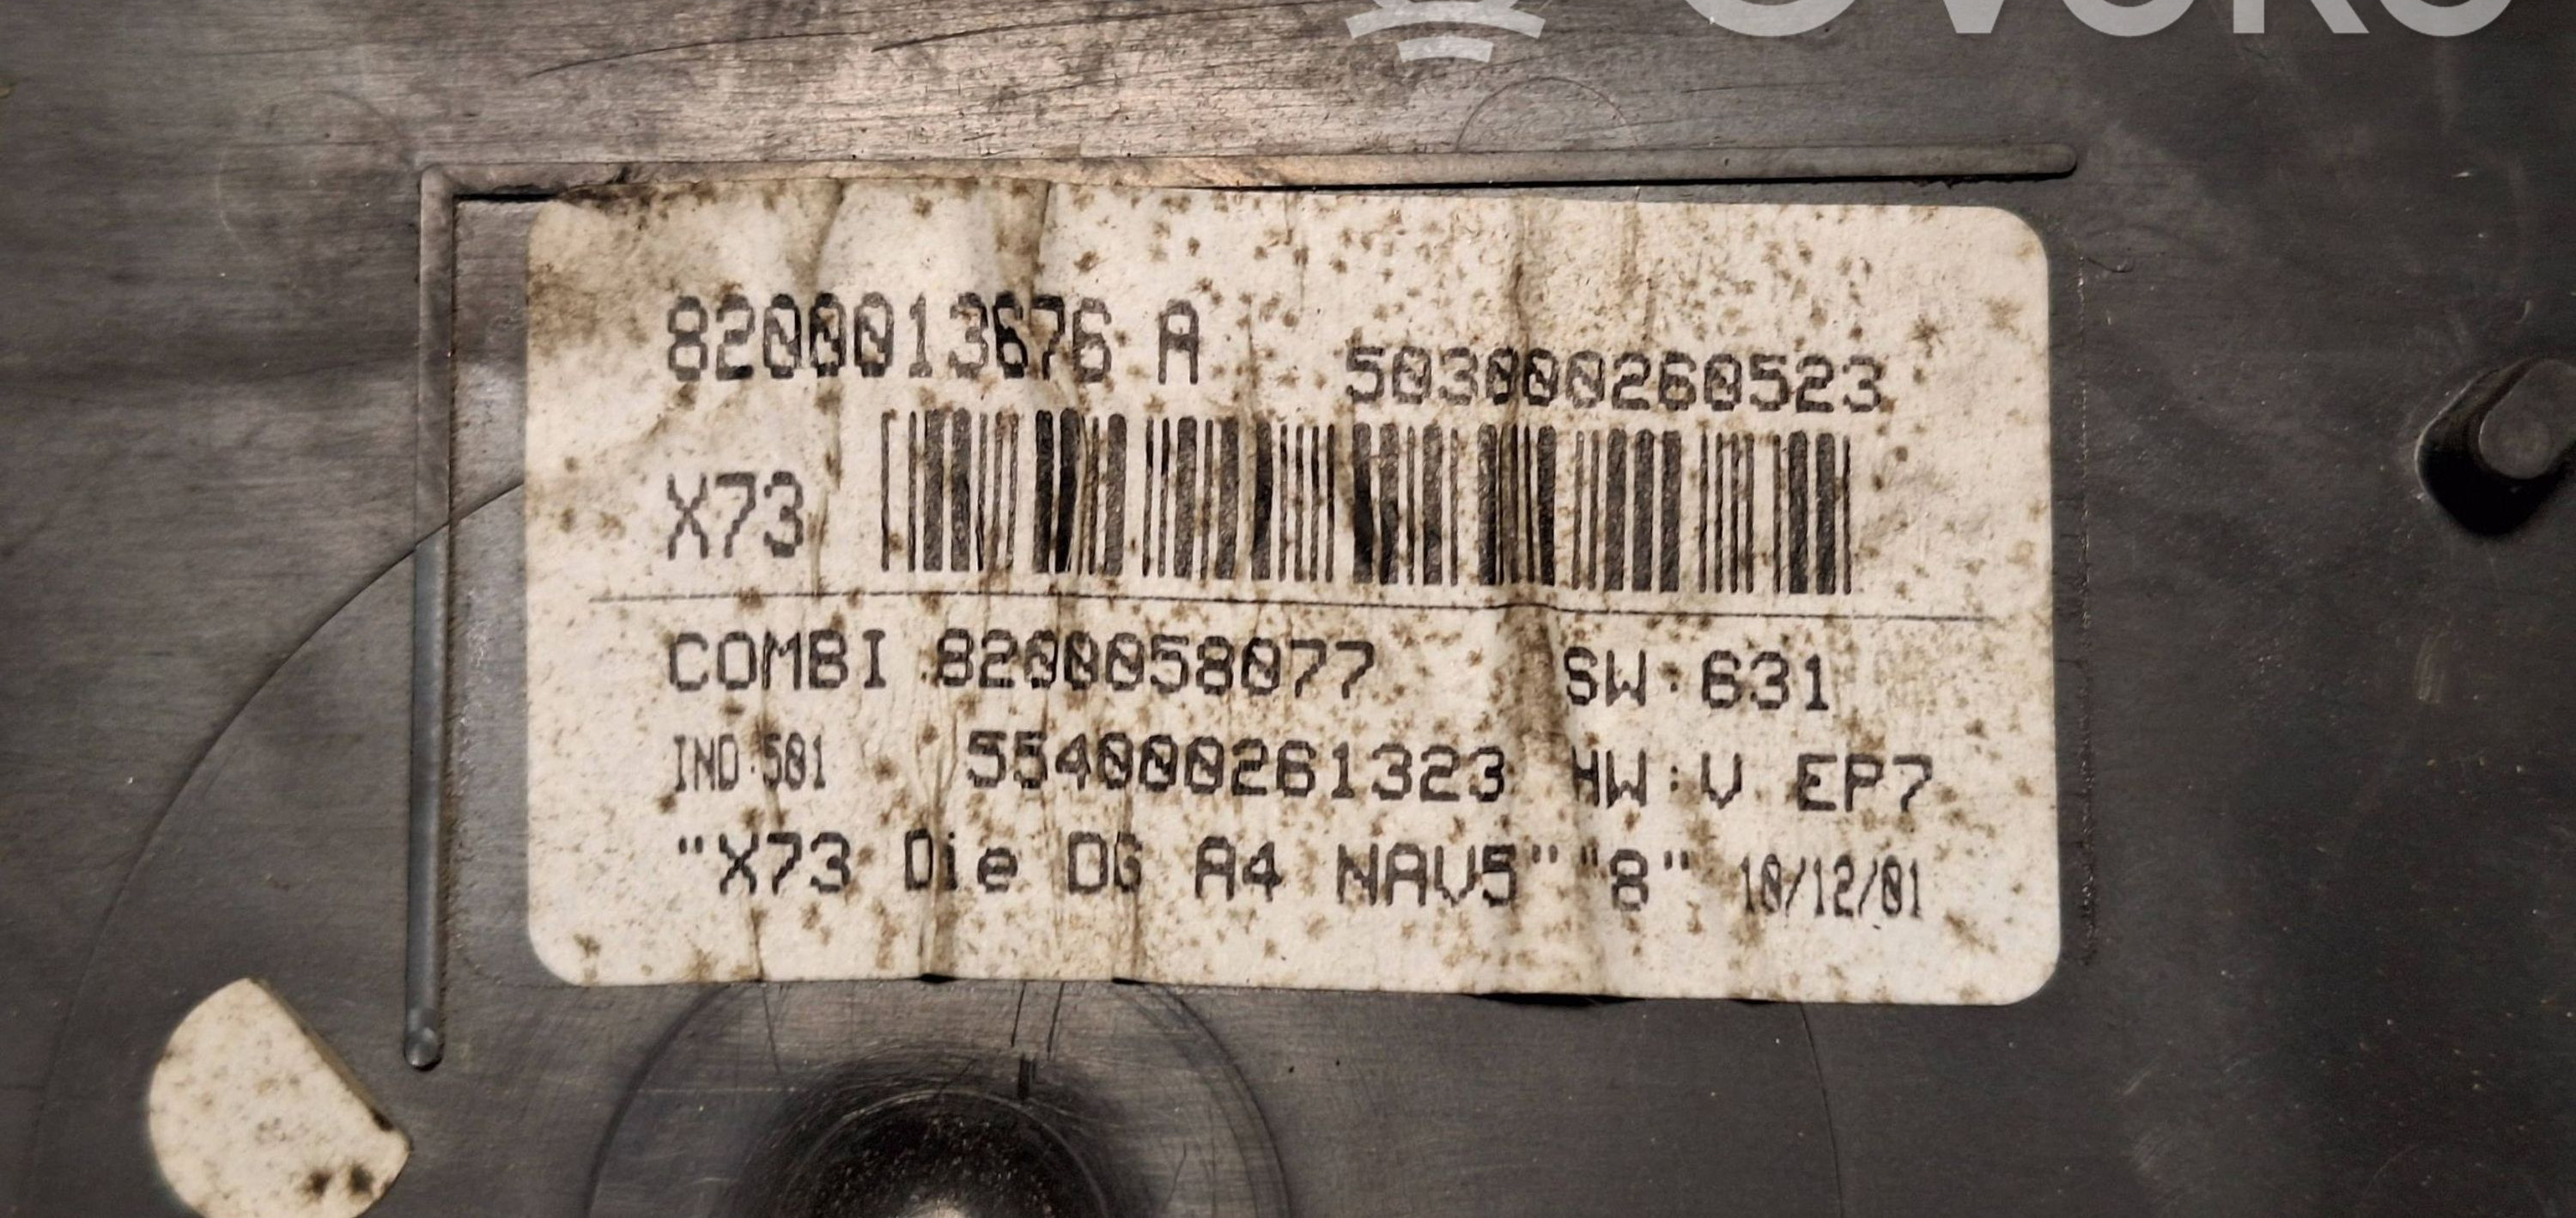 8200013676 A
503000260523
X73
COMBI 8200058077 SW:631
IND:501 554000261323 HW:V EP7
"X73 Die DG A4 NAV5" "8" 10/12/01